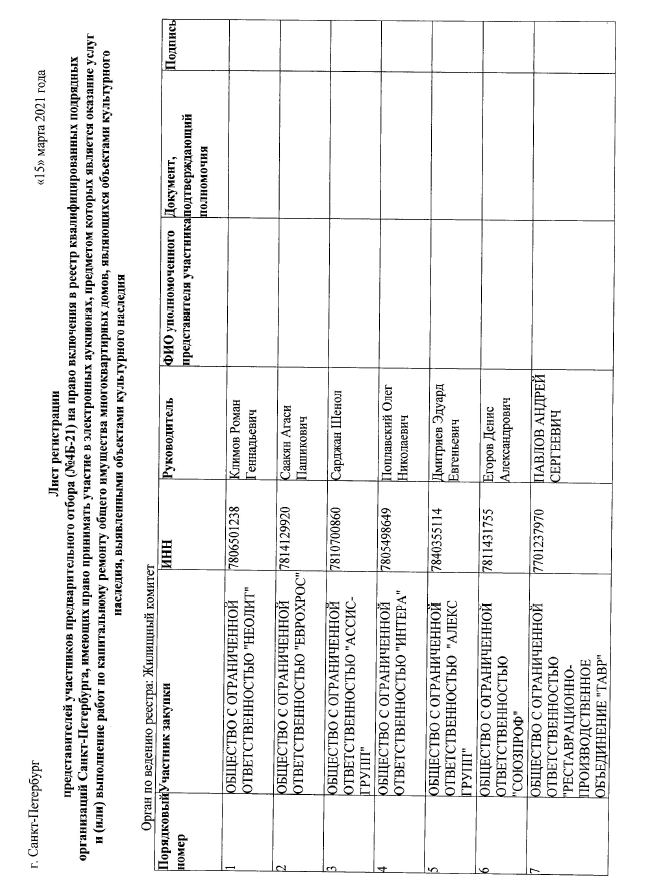 г. Санкт-Петербург
«15» марта 2021 года
Лист регистрации
представителей участников предварительного отбора (№4Б-21) на право включения в реестр квалифицированных подрядных
организаций Санкт-Петербурга, имеющих право принимать участие в электронных аукционах, предметом которых является оказание услуг
и (или) выполнение работ по капитальному ремонту общего имущества многоквартирных домов, являющихся объектами культурного
наследия, выявленными объектами культурного наследия
Орган по ведению реестра: Жилищный комитет
Порядковый
номер
Участник закупки
ИНН
Руководитель
ФИО уполномоченного
представителя участника
Документ,
подтверждающий
полномочия
Подпись
1
ОБЩЕСТВО С ОГРАНИЧЕННОЙ
ОТВЕТСТВЕННОСТЬЮ "НЕОЛИТ"
7806501238
Климов Роман
Геннадьевич
2
ОБЩЕСТВО С ОГРАНИЧЕННОЙ
ОТВЕТСТВЕННОСТЬЮ "ЕВРОХРОС"
7814129920
Саакян Агаси
Пашикович
3
ОБЩЕСТВО С ОГРАНИЧЕННОЙ
ОТВЕТСТВЕННОСТЬЮ "АССИС-
ГРУПП"
7810700860
Сарджан Шенол
4
ОБЩЕСТВО С ОГРАНИЧЕННОЙ
ОТВЕТСТВЕННОСТЬЮ "ИНТЕРА"
7805498649
Поплавский Олег
Николаевич
5
ОБЩЕСТВО С ОГРАНИЧЕННОЙ
ОТВЕТСТВЕННОСТЬЮ "АЛЕКС
ГРУПП"
7840355114
Дмитриев Эдуард
Евгеньевич
6
ОБЩЕСТВО С ОГРАНИЧЕННОЙ
ОТВЕТСТВЕННОСТЬЮ
"СОЮЗПРОФ"
7811431755
Егоров Денис
Александрович
7
ОБЩЕСТВО С ОГРАНИЧЕННОЙ
ОТВЕТСТВЕННОСТЬЮ
"РЕСТАВРАЦИОННО-
ПРОИЗВОДСТВЕННОЕ
ОБЪЕДИНЕНИЕ "ТАВР"
7701237970
ПАВЛОВ АНДРЕЙ
СЕРГЕЕВИЧ